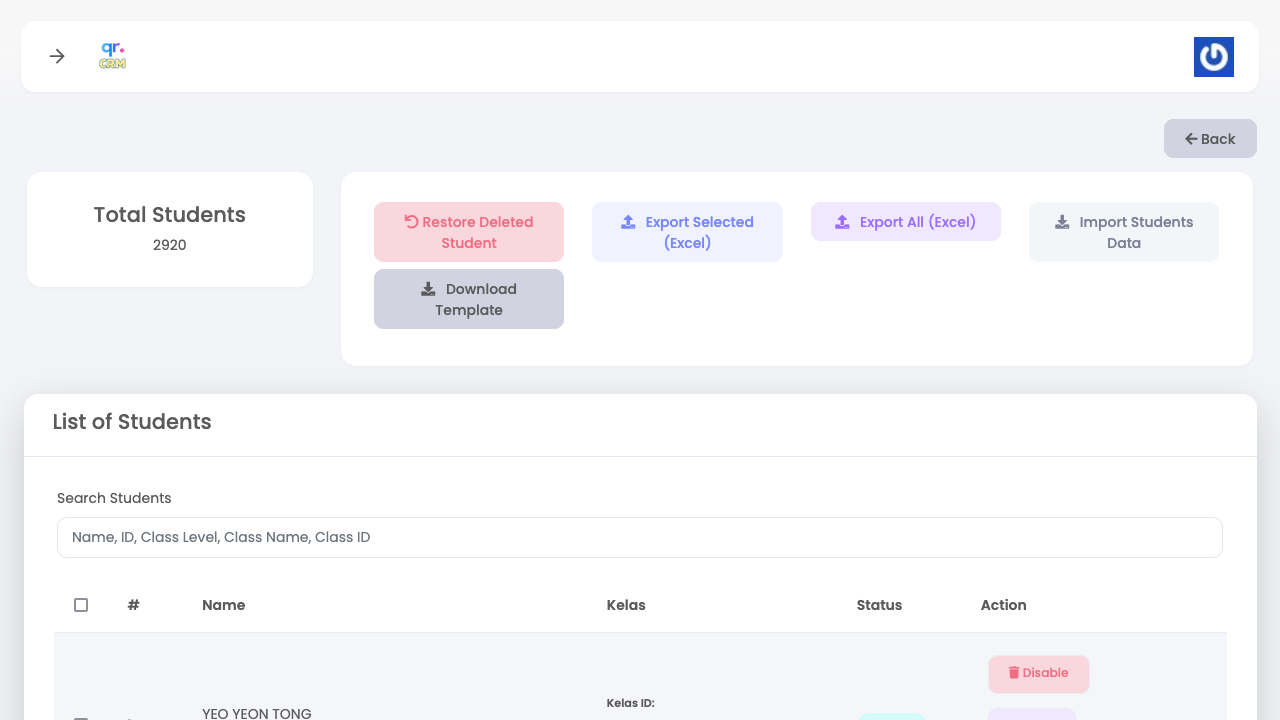 qr.
CRM
Back
Total Students
2920
Restore Deleted
Student
Export Selected
(Excel)
Export All (Excel)
Import Students
Data
Download
Template
List of Students
Search Students
Name, ID, Class Level, Class Name, Class ID
# Name Kelas Status Action
Disable
Kelas ID:
YEO YEON TONG